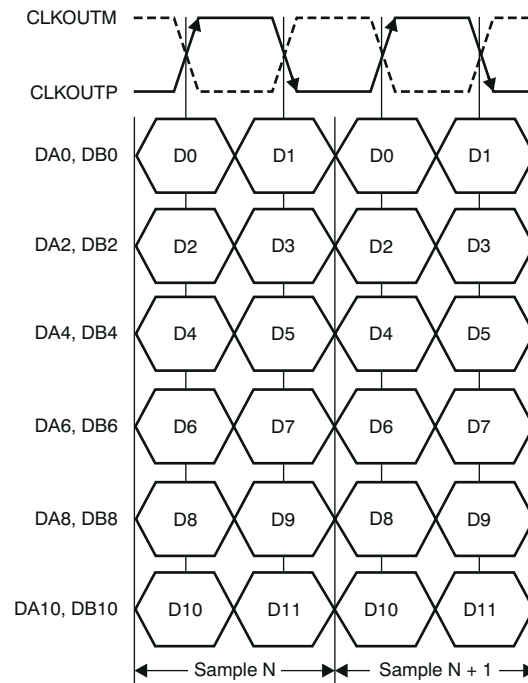 CLKOUTM
CLKOUTP
DA0, DB0 D0 D1 D0 D1
DA2, DB2 D2 D3 D2 D3
DA4, DB4 D4 D5 D4 D5
DA6, DB6 D6 D7 D6 D7
DA8, DB8 D8 D9 D8 D9
DA10, DB10 D10 D11 D10 D11
Sample N Sample N + 1